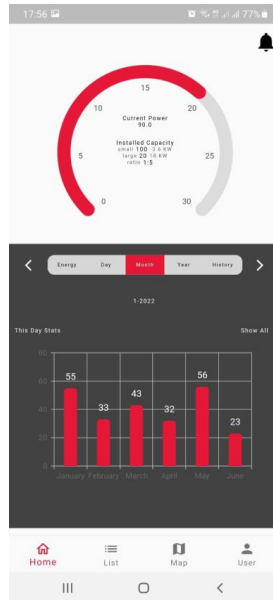 17:56 77%
15
10 20
Current Power
90.0
Installed Capacity
small 100 3.6 KW
large 20 18 KW
ratio 1:5
5 25
0 30
Energy Day Month Year History
1-2022
This Day Stats Show All
80
60
40
20
0
55 33 43 32 56 23
January February March April May June
Home List Map User